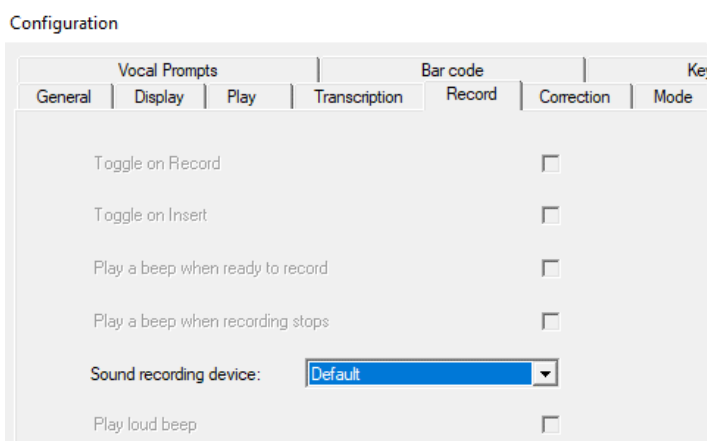 Configuration
Vocal Prompts Bar code
General Display Play Transcription Record Correction Mode
Toggle on Record
Toggle on Insert
Play a beep when ready to record
Play a beep when recording stops
Sound recording device: Default
Play loud beep